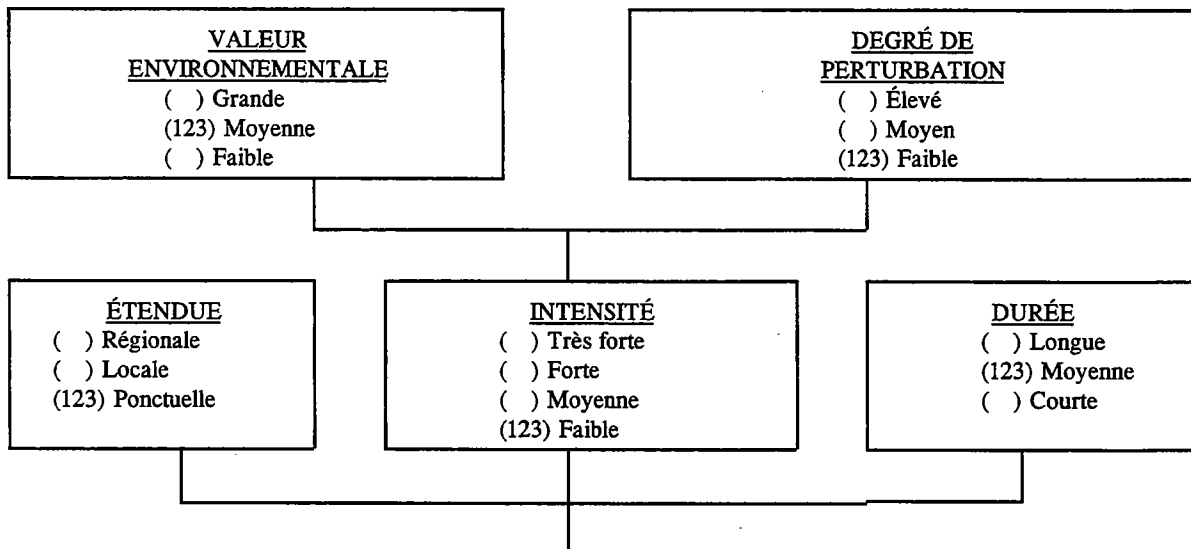 VALEUR
ENVIRONNEMENTALE
( ) Grande
(123) Moyenne
( ) Faible
DEGRÉ DE
PERTURBATION
( ) Élevé
( ) Moyen
(123) Faible
ÉTENDUE
( ) Régionale
( ) Locale
(123) Ponctuelle
INTENSITÉ
( ) Très forte
( ) Forte
( ) Moyenne
(123) Faible
DURÉE
( ) Longue
(123) Moyenne
( ) Courte